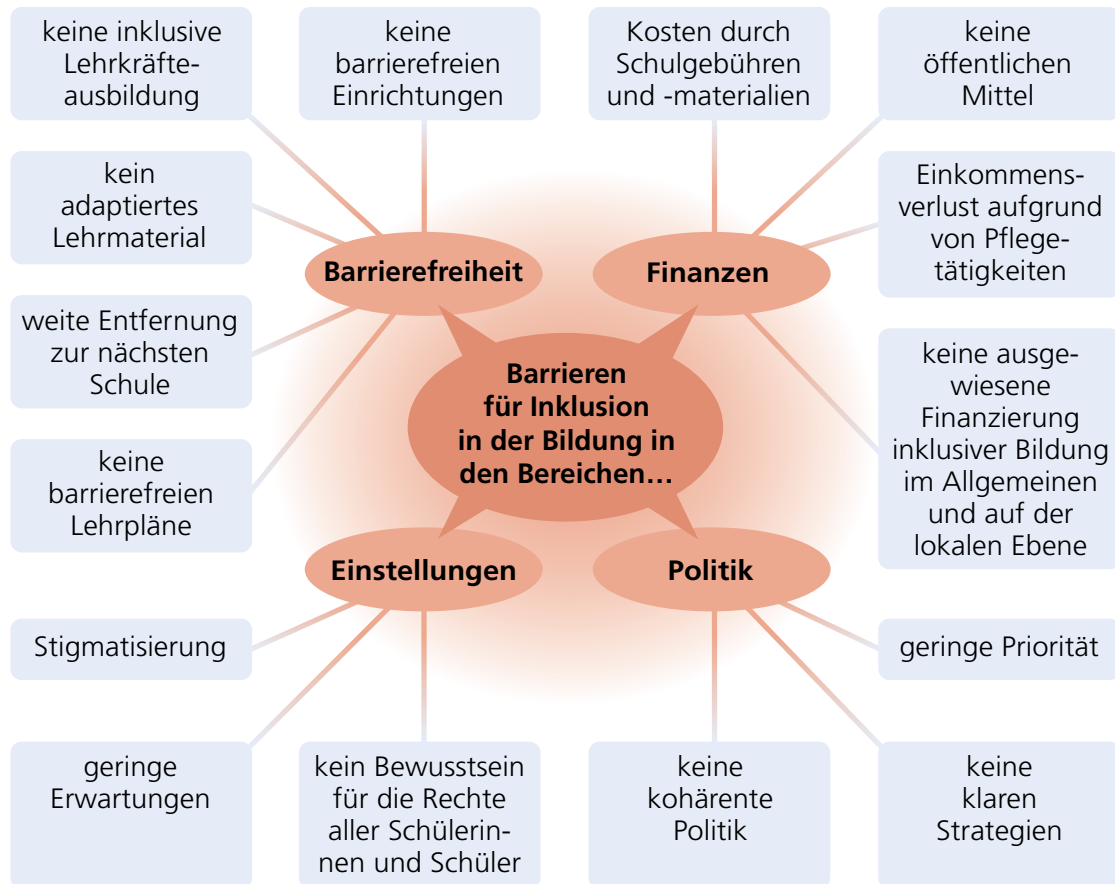 keine inklusive
Lehrkräfte-
ausbildung
keine
barrierefreien
Einrichtungen
Kosten durch
Schulgebühren
und -materialien
keine
öffentlichen
Mittel
kein
adaptiertes
Lehrmaterial
Einkommens-
verlust aufgrund
von Pflege-
tätigkeiten
Barrierefreiheit
Finanzen
weite Entfernung
zur nächsten
Schule
Barrieren
für Inklusion
in der Bildung in
den Bereichen...
keine ausge-
wiesene
Finanzierung
inklusiver Bildung
im Allgemeinen
und auf der
lokalen Ebene
keine
barrierefreien
Lehrpläne
Einstellungen
Politik
Stigmatisierung
geringe Priorität
geringe
Erwartungen
kein Bewusstsein
für die Rechte
aller Schülerin-
nen und Schüler
keine
kohärente
Politik
keine
klaren
Strategien